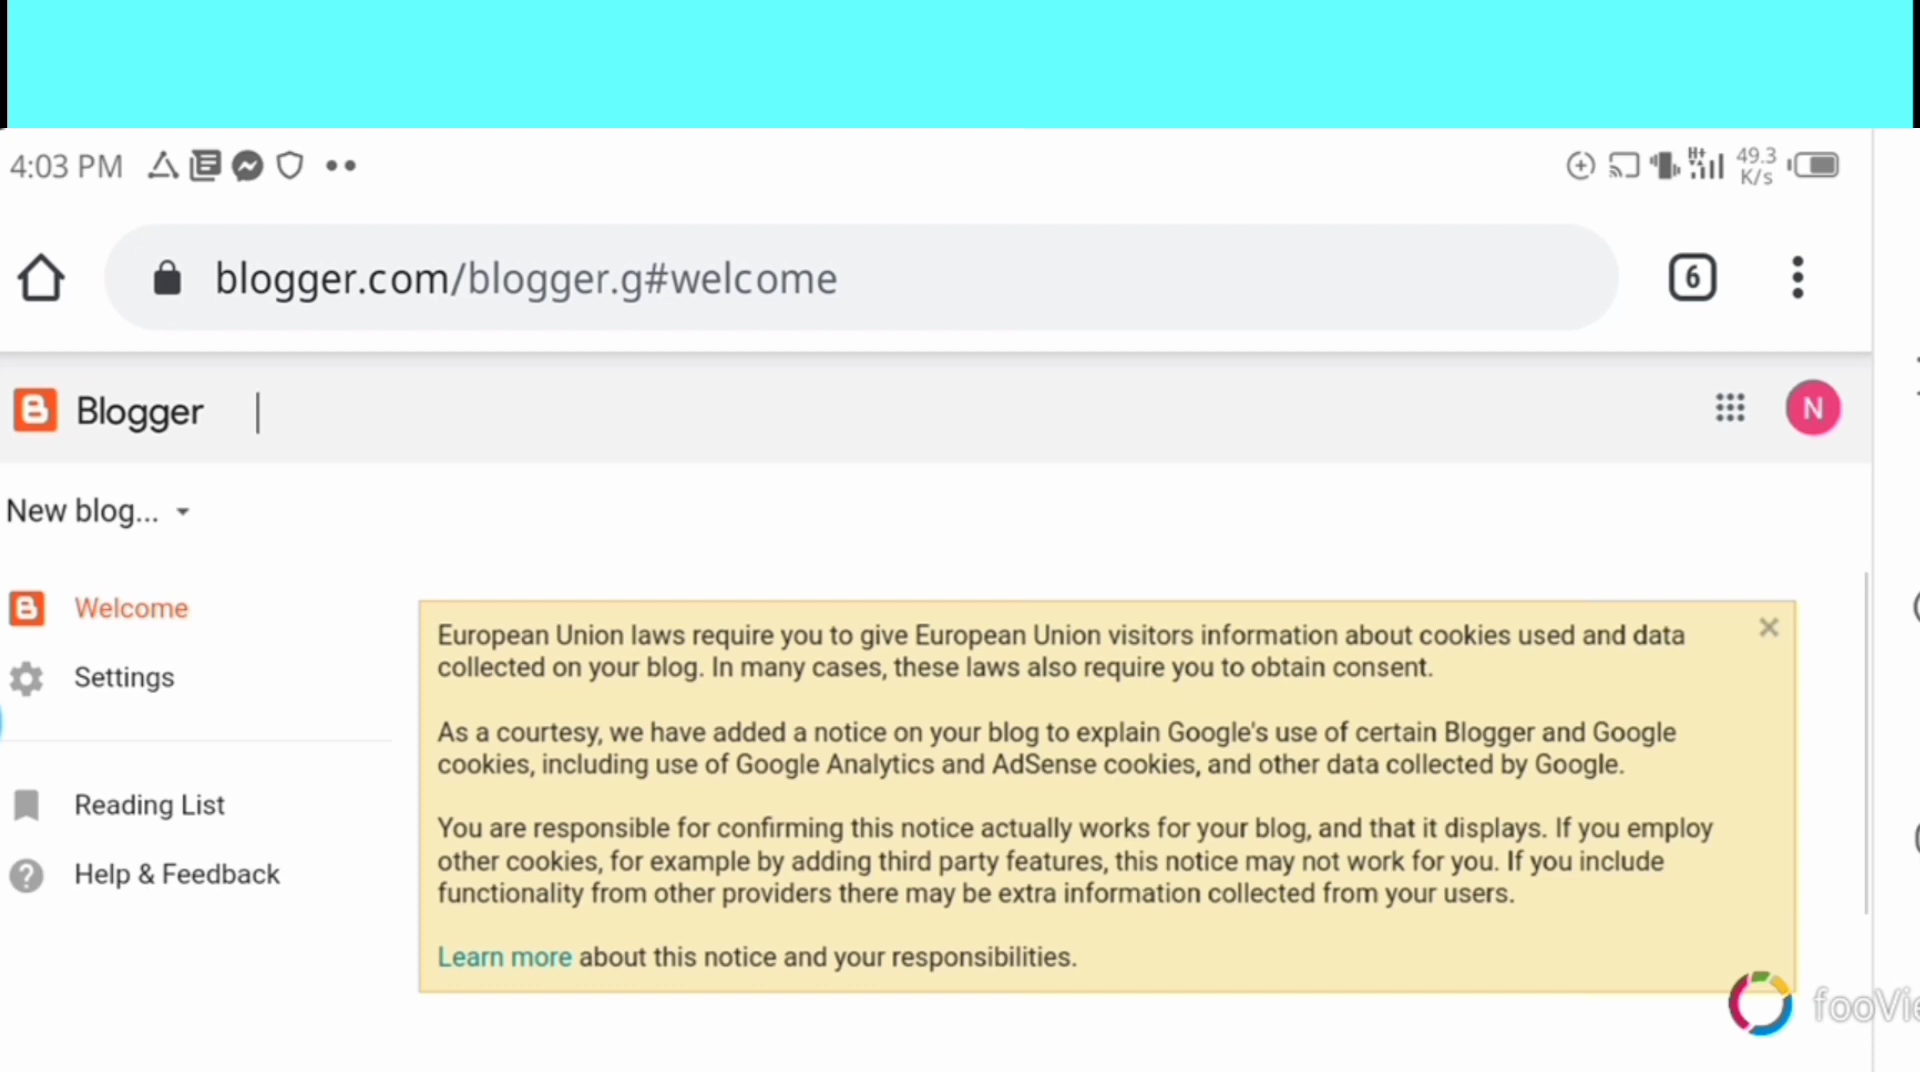 4:03 PM
H+
49.3
K/s
blogger.com/blogger.g#welcome
6
Blogger
N
New blog...
Welcome
Settings
Reading List
Help & Feedback
European Union laws require you to give European Union visitors information about cookies used and data
collected on your blog. In many cases, these laws also require you to obtain consent.
As a courtesy, we have added a notice on your blog to explain Google's use of certain Blogger and Google
cookies, including use of Google Analytics and AdSense cookies, and other data collected by Google.
You are responsible for confirming this notice actually works for your blog, and that it displays. If you employ
other cookies, for example by adding third party features, this notice may not work for you. If you include
functionality from other providers there may be extra information collected from your users.
Learn more about this notice and your responsibilities.